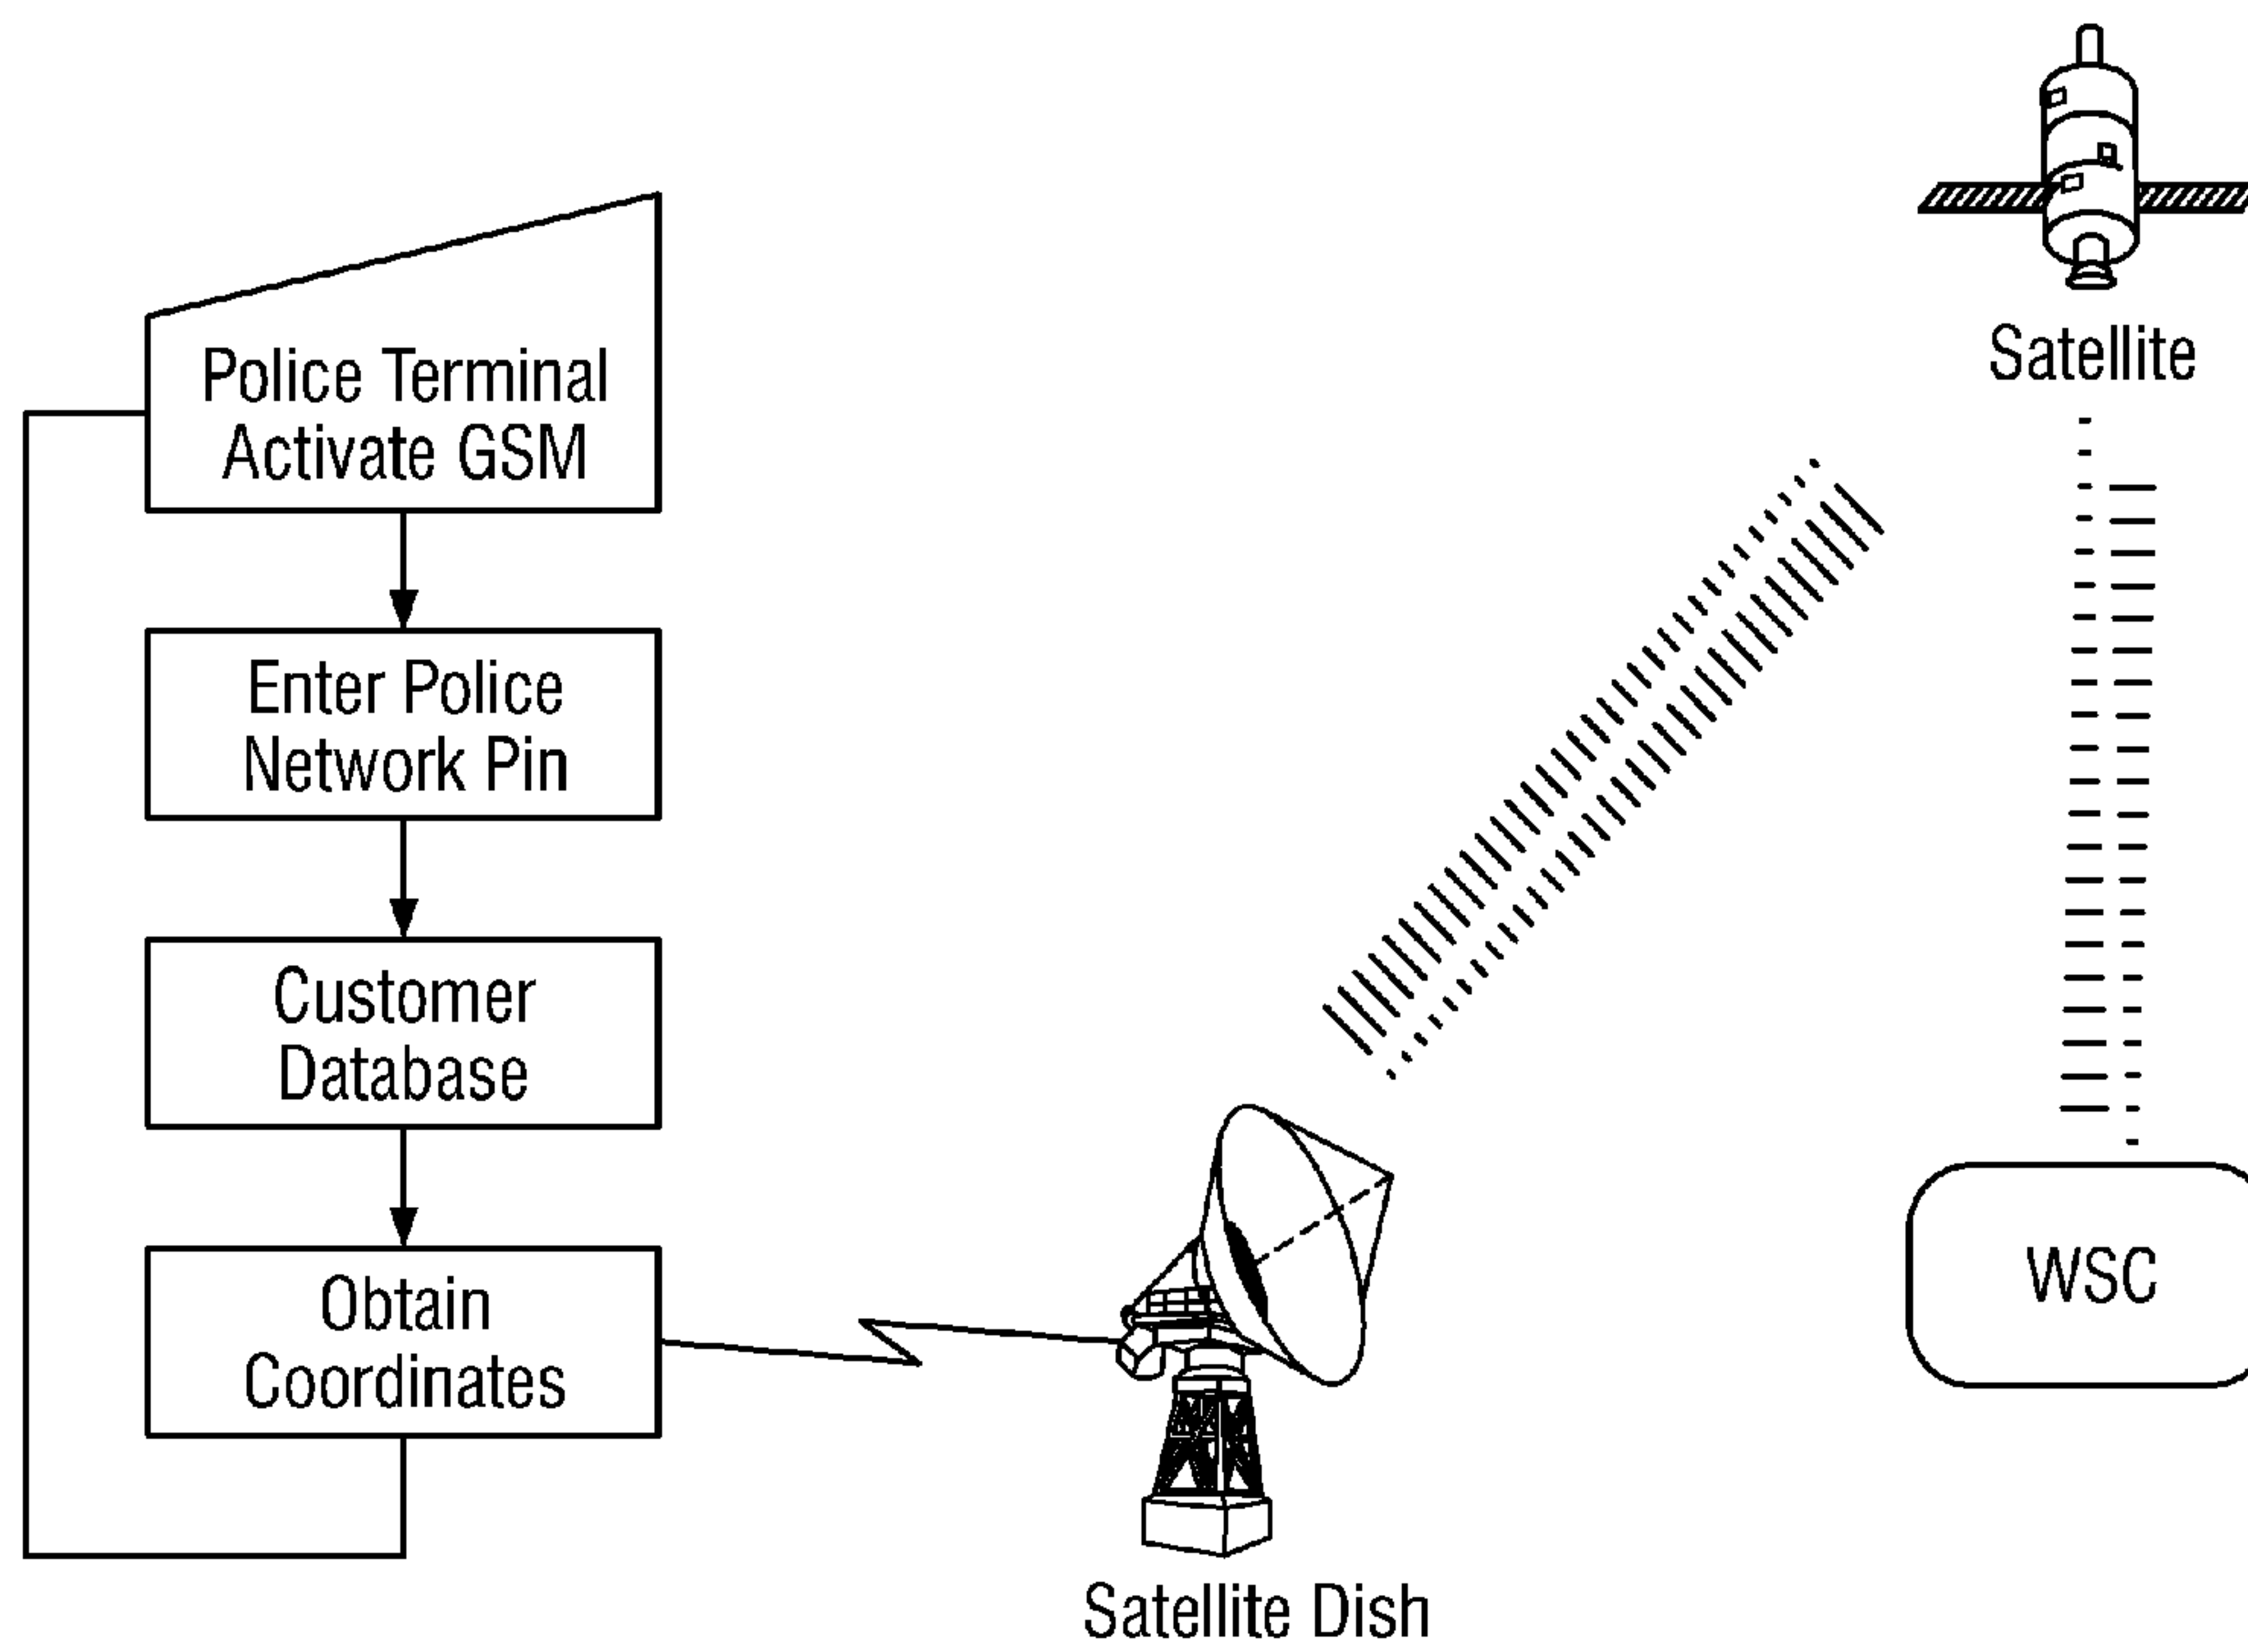 Police Terminal
Activate GSM
Enter Police
Network Pin
Customer
Database
Obtain
Coordinates
Satellite Dish
Satellite
WSC